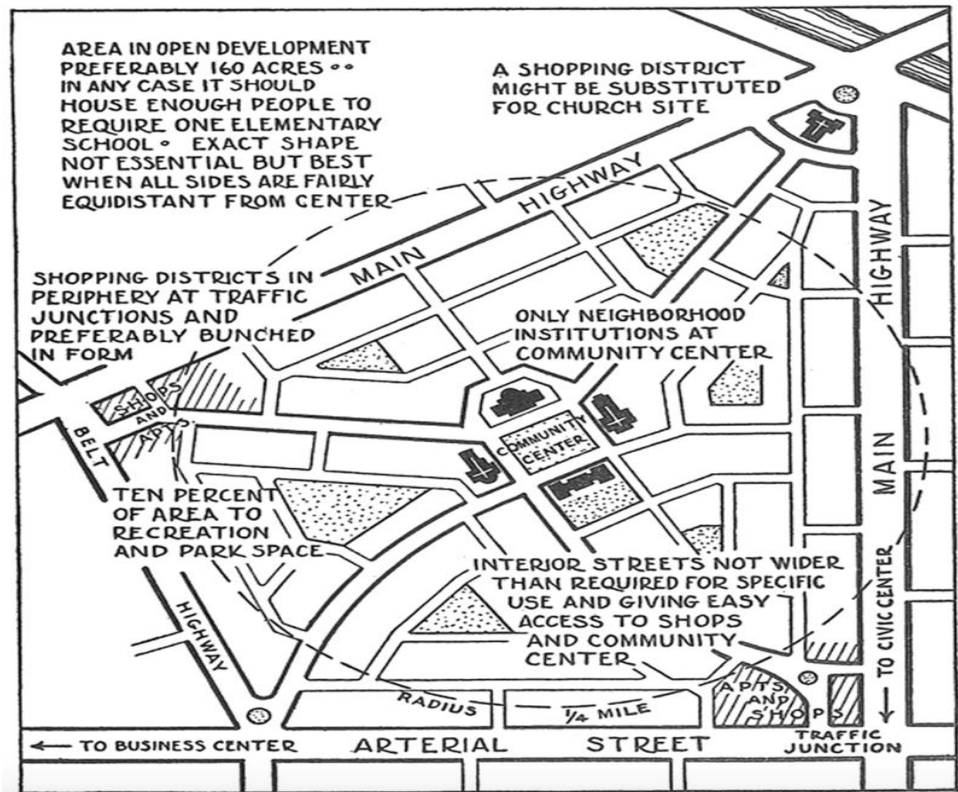 AREA IN OPEN DEVELOPMENT
PREFERABLY 160 ACRES • •
IN ANY CASE IT SHOULD
HOUSE ENOUGH PEOPLE TO
REQUIRE ONE ELEMENTARY
SCHOOL • EXACT SHAPE
NOT ESSENTIAL BUT BEST
WHEN ALL SIDES ARE FAIRLY
EQUIDISTANT FROM CENTER
A SHOPPING DISTRICT
MIGHT BE SUBSTITUTED
FOR CHURCH SITE
MAIN HIGHWAY
HIGHWAY
MAIN
SHOPPING DISTRICTS IN
PERIPHERY AT TRAFFIC
JUNCTIONS AND
PREFERABLY BUNCHED
IN FORM
ONLY NEIGHBORHOOD
INSTITUTIONS AT
COMMUNITY CENTER
SHOPS
AND
APTS
BELT
COMMUNITY
CENTER
TEN PERCENT
OF AREA TO
RECREATION
AND PARK SPACE
INTERIOR STREETS NOT WIDER
THAN REQUIRED FOR SPECIFIC
USE AND GIVING EASY
ACCESS TO SHOPS
AND COMMUNITY
CENTER
HIGHWAY
TO CIVIC CENTER
RADIUS 1/4 MILE
APTS
AND
SHOPS
TRAFFIC
JUNCTION
← TO BUSINESS CENTER
ARTERIAL STREET